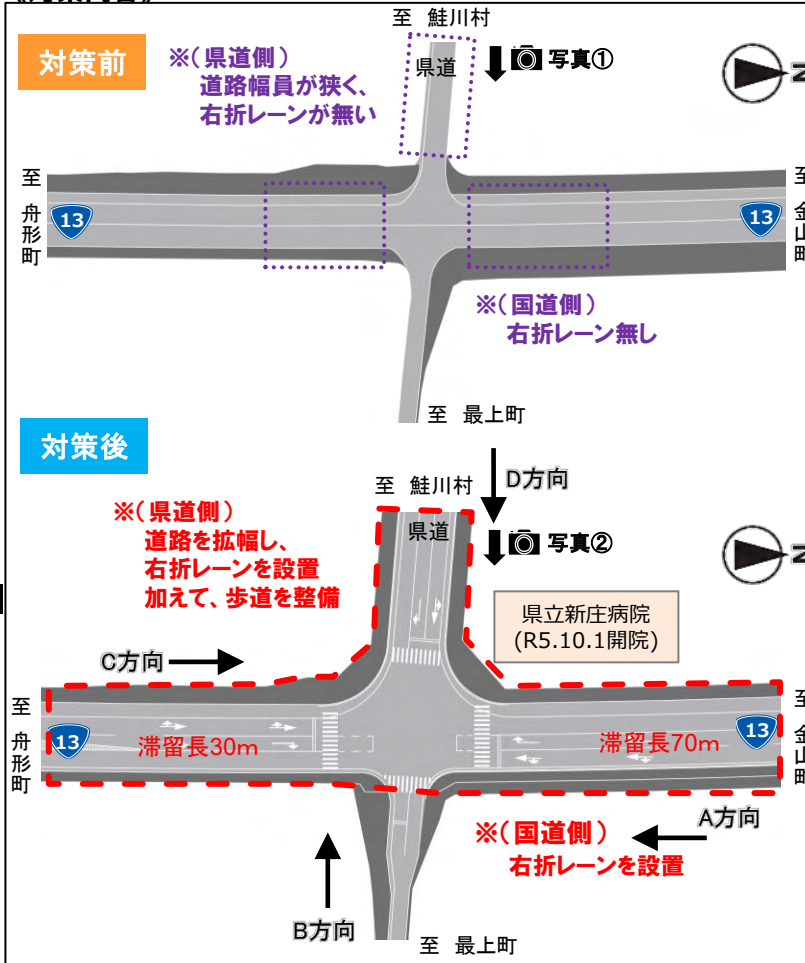 至 鮭川村
対策前
※(県道側)
道路幅員が狭く、
右折レーンが無い
県道
写真①
N
至 舟形町
13
13
至 金山町
※(国道側)
右折レーン無し
至 最上町
対策後
D方向
至 鮭川村
※(県道側)
道路を拡幅し、
右折レーンを設置
加えて、歩道を整備
県道
写真②
N
県立新庄病院
(R5.10.1開院)
C方向
至 舟形町
13
滞留長30m
滞留長70m
13
至 金山町
A方向
※(国道側)
右折レーンを設置
B方向
至 最上町